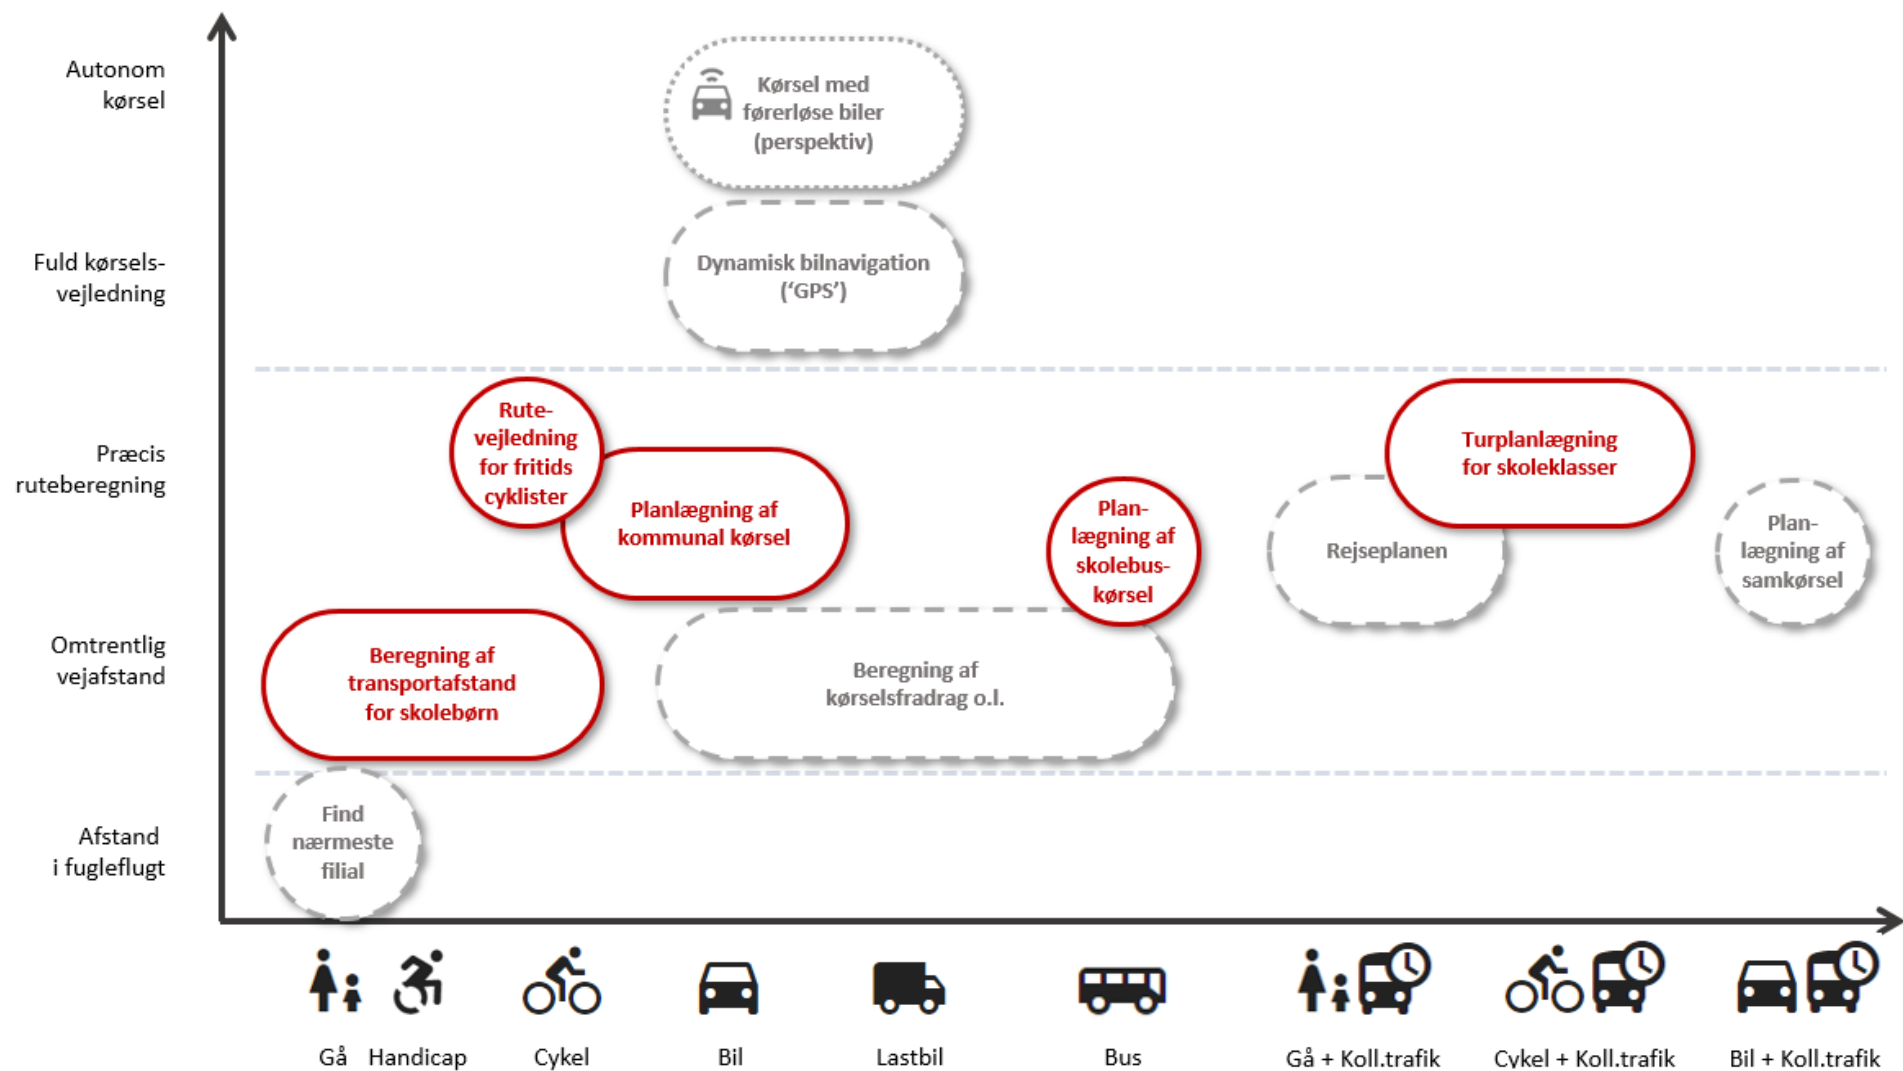 Autonom
kørsel
Kørsel med
førerløse biler
(perspektiv)
Fuld kørsels-
vejledning
Dynamisk bilnavigation
(‘GPS’)
Præcis
ruteberegning
Rute-
vejledning
for fritids
cyklister
Planlægning af
kommunal kørsel
Plan-
lægning af
skolebus-
kørsel
Rejseplanen
Turplanlægning
for skoleklasser
Plan-
lægning af
samkørsel
Omtrentlig
vejafstand
Beregning af
transportafstand
for skolebørn
Beregning af
kørselsfradrag o.l.
Afstand
i fugleflugt
Find
nærmeste
filial
Gå
Handicap
Cykel
Bil
Lastbil
Bus
Gå + Koll.trafik
Cykel + Koll.trafik
Bil + Koll.trafik